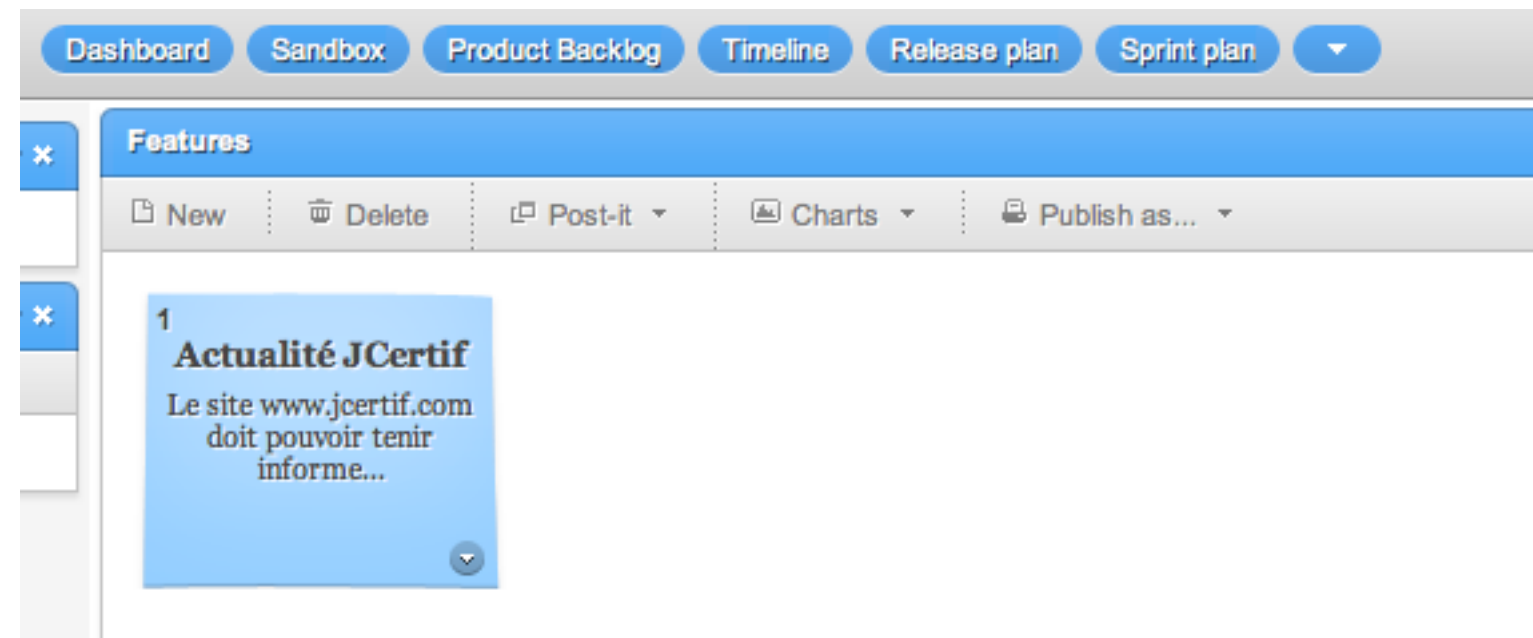 Dashboard Sandbox Product Backlog Timeline Release plan Sprint plan
Features
New Delete Post-it Charts Publish as...
1
Actualité JCertif
Le site www.jcertif.com
doit pouvoir tenir
informe...